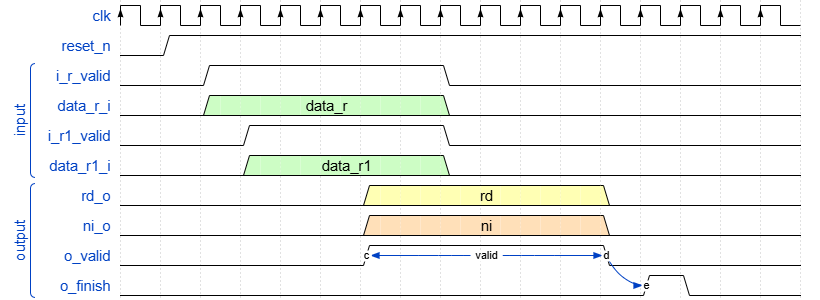 clk
reset_n
input
i_r_valid
data_r_i data_r
i_r1_valid
data_r1_i data_r1
output
rd_o rd
ni_o ni
o_valid c valid d
o_finish e